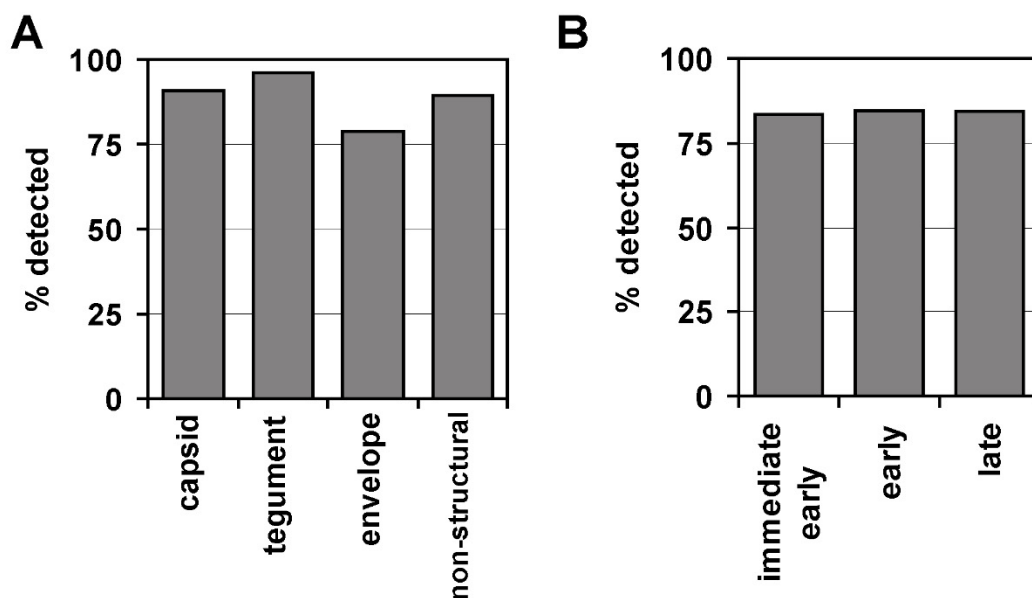 A
% detected
100
75
50
25
0
capsid
tegument
envelope
non-structural
B
% detected
100
75
50
25
0
immediate
early
early
late